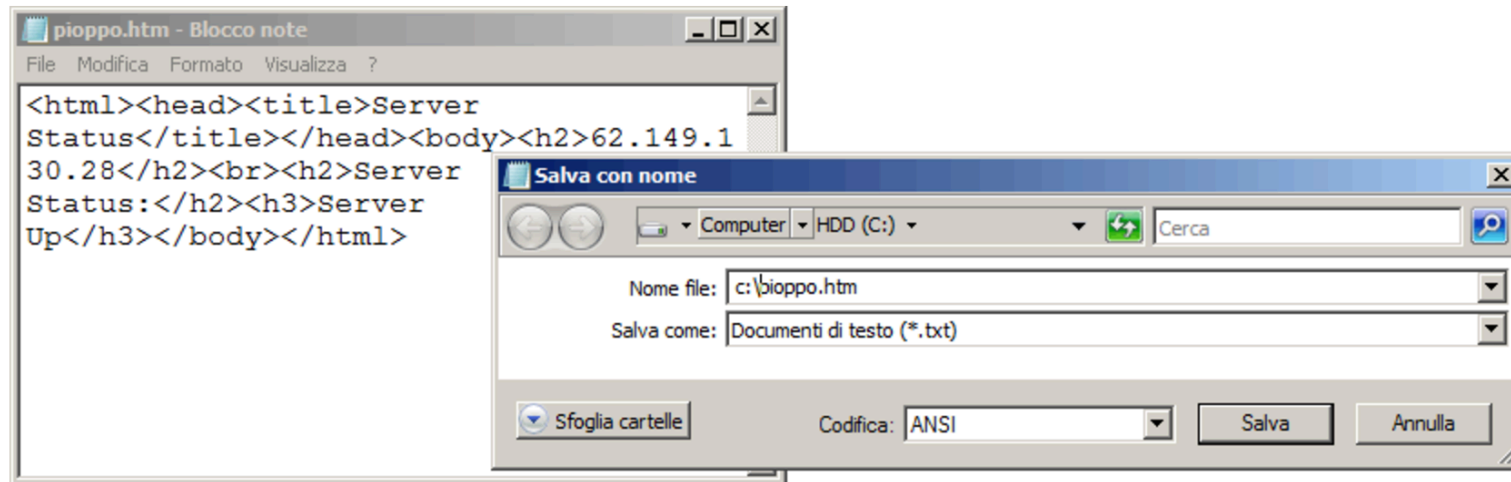 pioppo.htm - Blocco note
File Modifica Formato Visualizza ?
<html><head><title>Server
Status</title></head><body><h2>62.149.1
30.28</h2><br><h2>Server
Status:</h2><h3>Server
Up</h3></body></html>
Salva con nome
Computer HDD (C:)
Cerca
Nome file: c:\pioppo.htm
Salva come: Documenti di testo (*.txt)
Sfoglia cartelle
Codifica: ANSI
Salva
Annulla